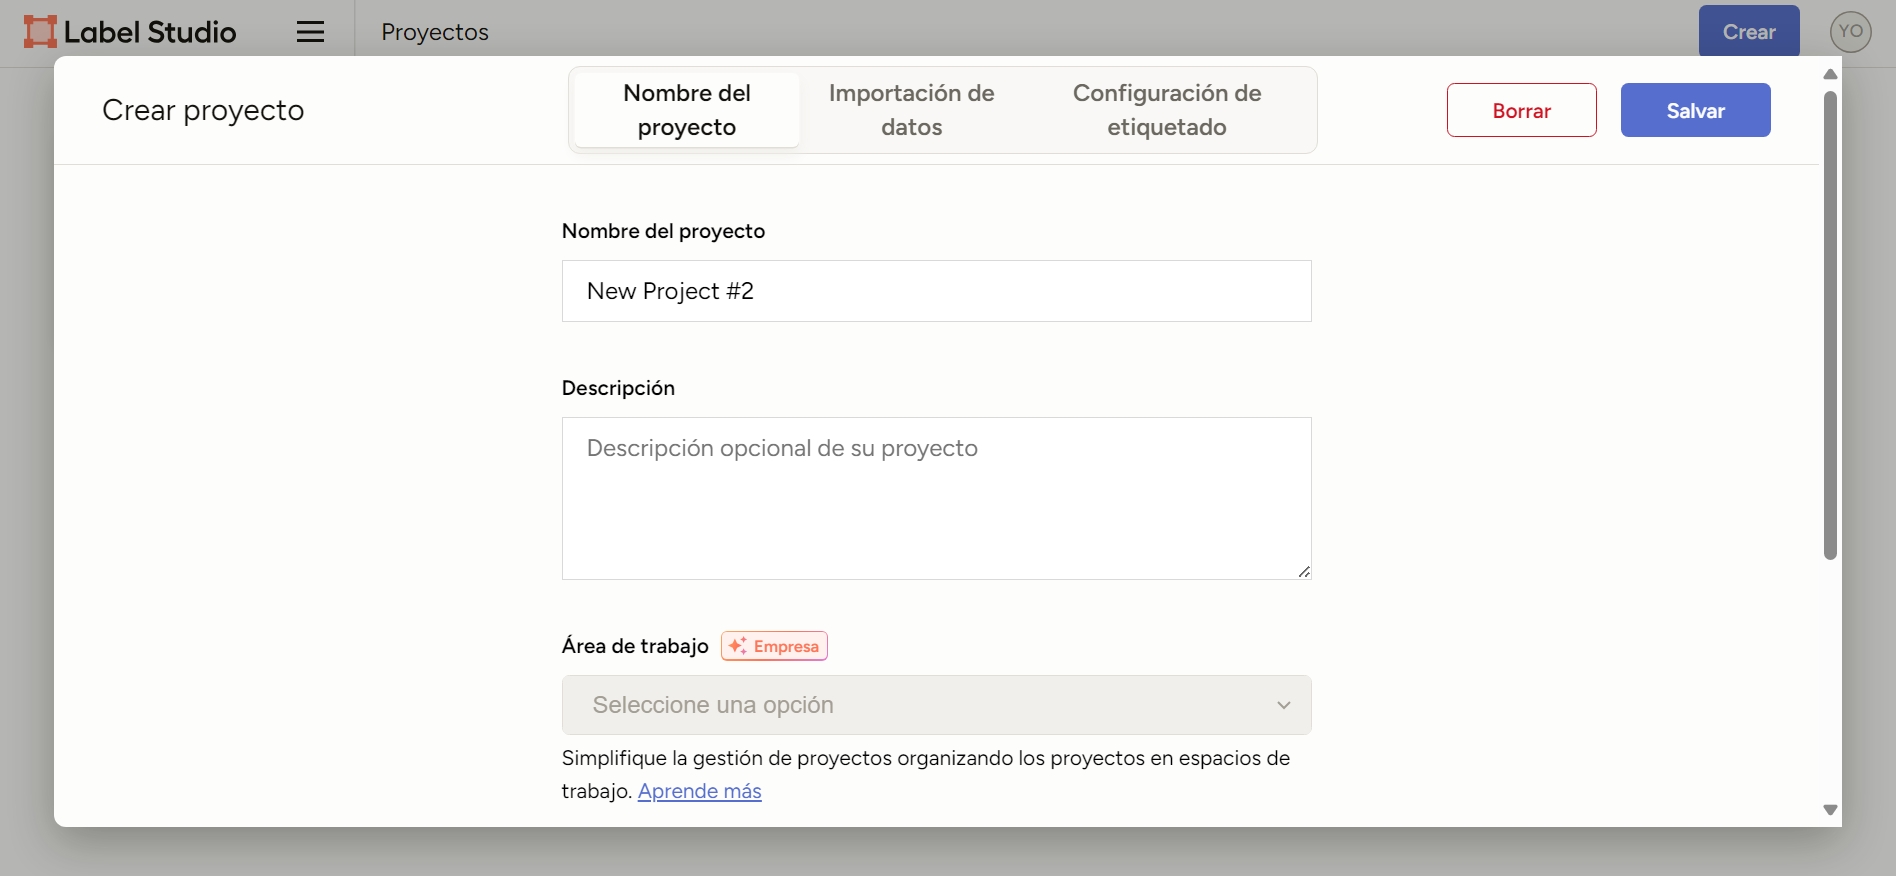 Label Studio
Proyectos
Crear
YO
Crear proyecto
Nombre del
proyecto
Importación de
datos
Configuración de
etiquetado
Borrar
Salvar
Nombre del proyecto
New Project #2
Descripción
Descripción opcional de su proyecto
Área de trabajo
Empresa
Seleccione una opción
Simplifique la gestión de proyectos organizando los proyectos en espacios de
trabajo. Aprende más